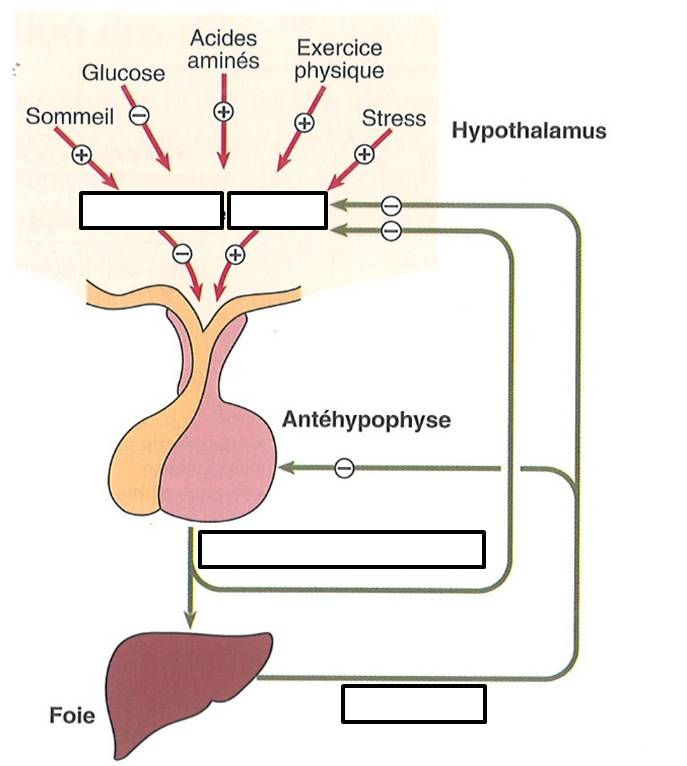 Acides
aminés
Exercice
physique
Glucose
Sommeil
Stress
Hypothalamus
Antéhypophyse
Foie